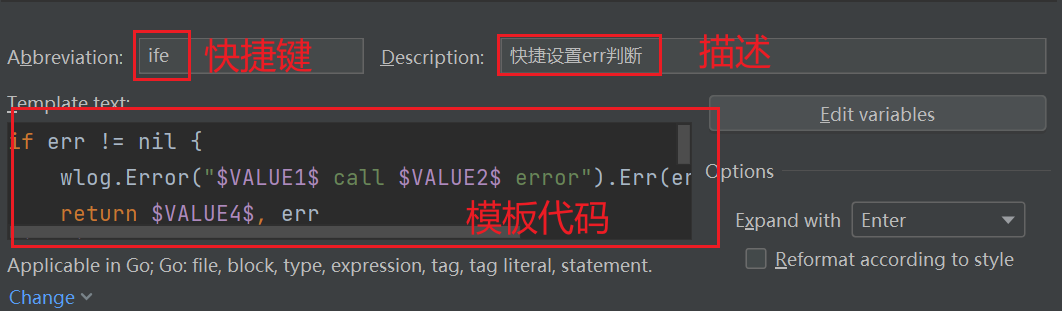 Abbreviation: ife 快捷键 Description: 快捷设置err判断 描述
Template text:
Edit variables
if err != nil {
wlog.Error("$VALUE1$ call $VALUE2$ error").Err(er
return $VALUE4$, err
模板代码
Options
Expand with Enter
Reformat according to style
Applicable in Go; Go: file, block, type, expression, tag, tag literal, statement.
Change